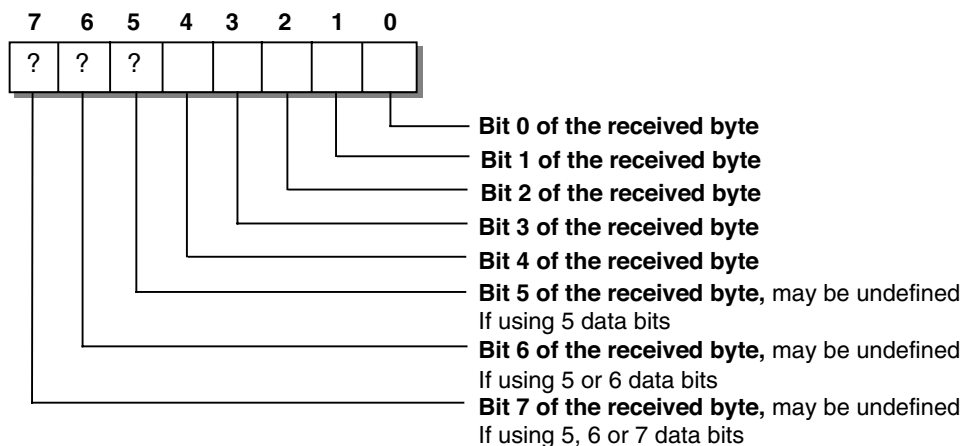 7 6 5 4 3 2 1 0
? ? ?
Bit 0 of the received byte
Bit 1 of the received byte
Bit 2 of the received byte
Bit 3 of the received byte
Bit 4 of the received byte
Bit 5 of the received byte, may be undefined
If using 5 data bits
Bit 6 of the received byte, may be undefined
If using 5 or 6 data bits
Bit 7 of the received byte, may be undefined
If using 5, 6 or 7 data bits